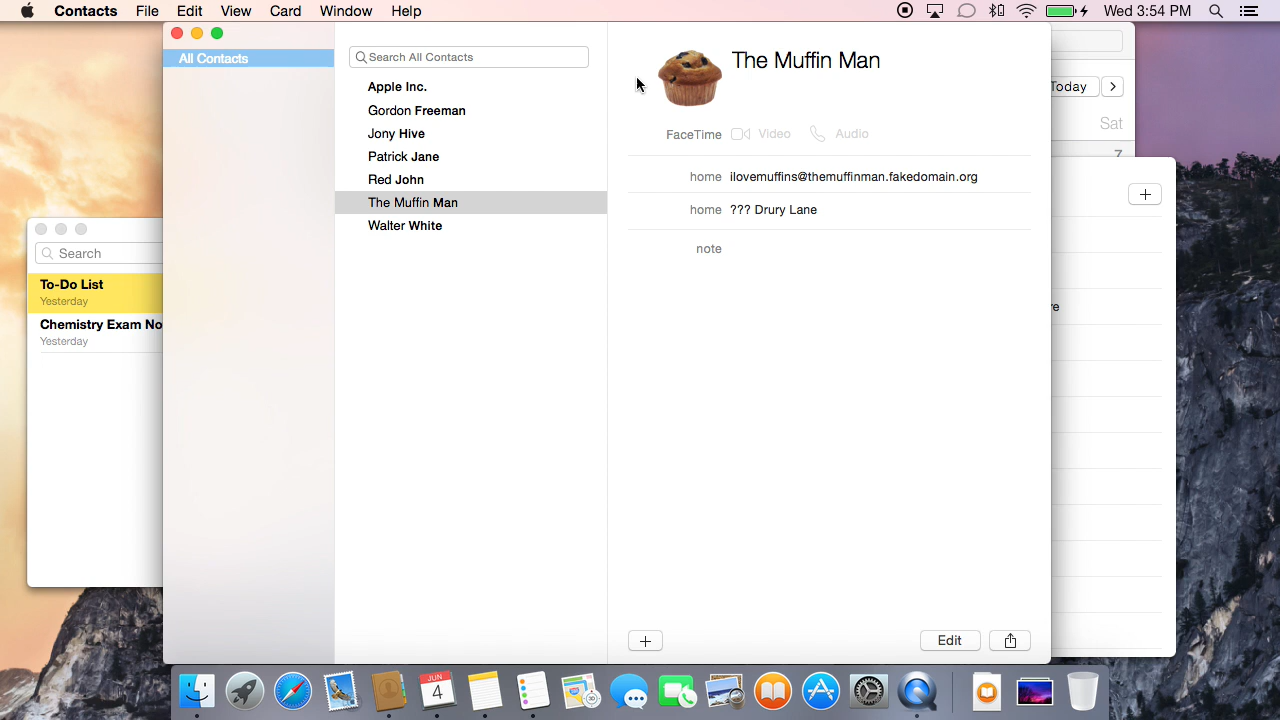 Contacts File Edit View Card Window Help Wed 3:54 PM
All Contacts
Search All Contacts
Apple Inc.
Gordon Freeman
Jony Hive
Patrick Jane
Red John
The Muffin Man
Walter White
The Muffin Man
FaceTime Video Audio
home ilovemuffins@themuffinman.fakedomain.org
home ??? Drury Lane
note
Edit
Search
To-Do List
Yesterday
Chemistry Exam No
Yesterday
Today
Sat
7
re
JUN
4
30